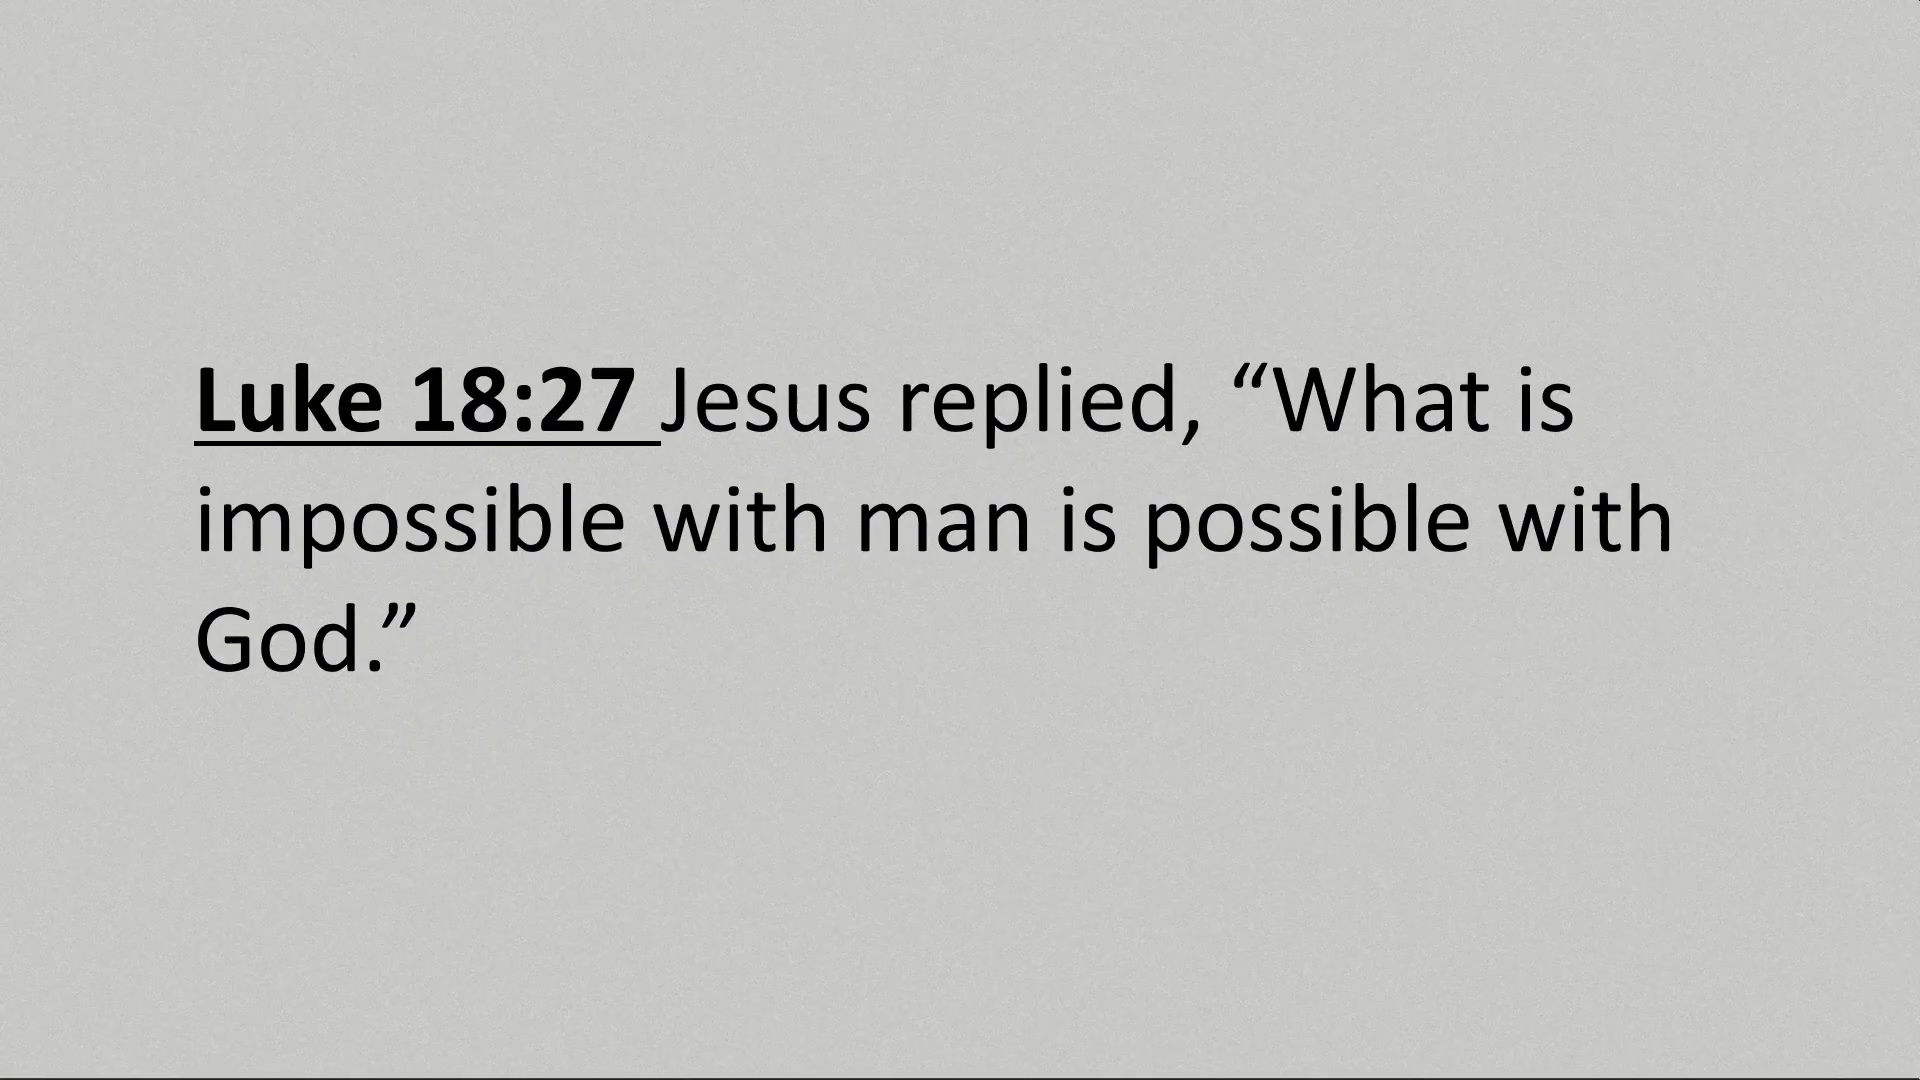 Luke 18:27 Jesus replied, “What is
impossible with man is possible with
God.”